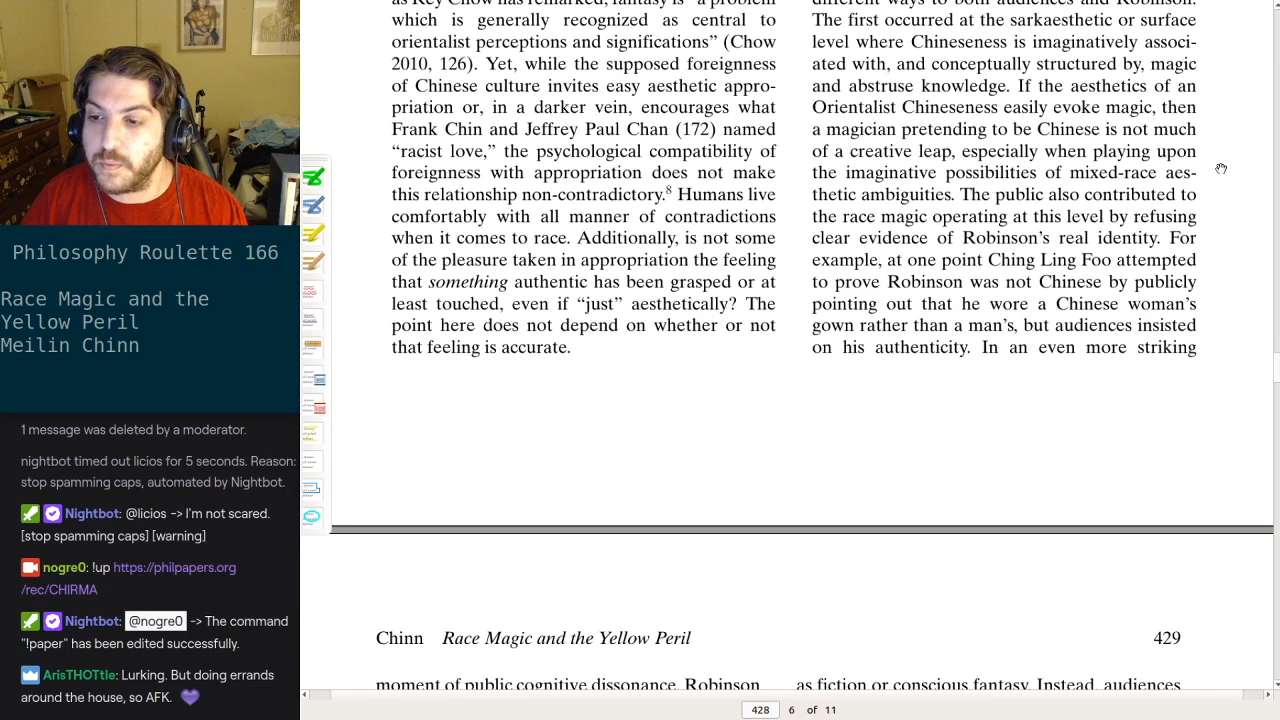 Philosophy Roulette 166
Race Magic and the
Yellow Peril
Meilin Chinn
1 message was deleted by a moderator.
nogbot timed out licios for 5 seconds. Reason:
stop spamming caps, automated by Nightbot.
Nightbot: @licios -> I'm not scared.
[stop spamming caps] [warning]
nogre0: !up https://philpapers.org
/rec/CHIRMA
Nightbot: @nogre0 -> The command
"!paper" has been edited successfully.
ArisTHOTtle: Lurking. But doing errands
around the house, so AFK.
as Rey Chow has remarked, fantasy is "a problem
which is generally recognized as central to
orientalist perceptions and significations" (Chow
2010, 126). Yet, while the supposed foreignness
of Chinese culture invites easy aesthetic appro-
priation or, in a darker vein, encourages what
Frank Chin and Jeffrey Paul Chan (172) named
"racist love," the psychological compatibility of
foreignness with appropriation does not make
this relationship non-contradictory.8 Humans are
comfortable with all manner of contradictions
when it comes to race. Additionally, is not some
of the pleasure taken in appropriation the feeling
that something authentic has been grasped, or at
least touched, even if "just" aesthetically? The
point here does not depend on whether or not
that feeling is accurate.
different ways to both audiences and Robinson.
The first occurred at the sarkaesthetic or surface
level where Chineseness is imaginatively associ-
ated with, and conceptually structured by, magic
and abstruse knowledge. If the aesthetics of an
Orientalist Chineseness easily evoke magic, then
a magician pretending to be Chinese is not much
of a creative leap, especially when playing upon
the imaginative possibilities of mixed-race aes-
thetic ambiguities. The public also contributed to
the race magic operating at this level by refusing
clear evidence of Robinson's real identity. For
example, at one point Ching Ling Foo attempted
to prove Robinson wasn't Chinese by publicly
pointing out that he wore a Chinese woman's
gown rather than a man's, but audiences insisted
on his authenticity. In an even more striking
Chinn Race Magic and the Yellow Peril 429
moment of public cognitive dissonance, Robinson
as fiction or conscious fantasy. Instead, audiences
428 6 of 11